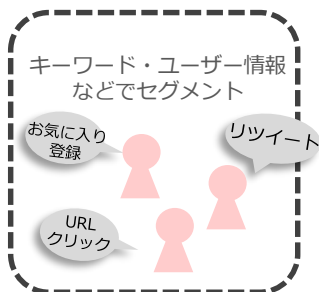 キーワード・ユーザー情報
などでセグメント
お気に入り
登録
リツイート
URL
クリック